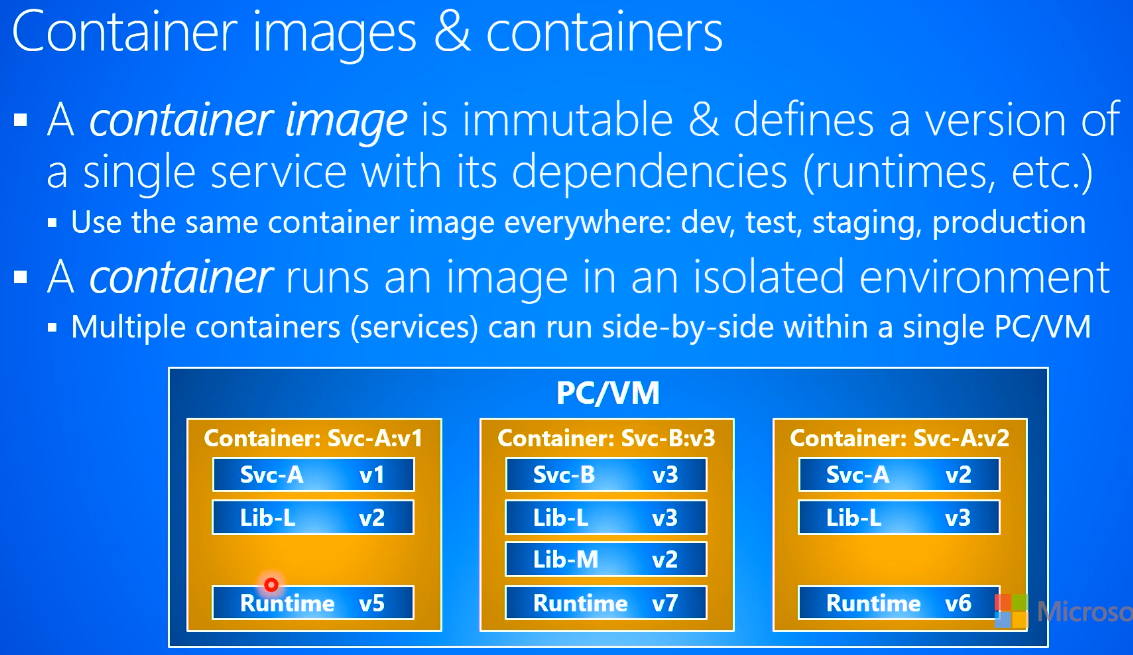 Container images & containers
▪ A container image is immutable & defines a version of
a single service with its dependencies (runtimes, etc.)
▪ Use the same container image everywhere: dev, test, staging, production
▪ A container runs an image in an isolated environment
▪ Multiple containers (services) can run side-by-side within a single PC/VM
PC/VM
Container: Svc-A:v1
Svc-A v1
Lib-L v2
Runtime v5
Container: Svc-B:v3
Svc-B v3
Lib-L v3
Lib-M v2
Runtime v7
Container: Svc-A:v2
Svc-A v2
Lib-L v3
Runtime v6
Microso